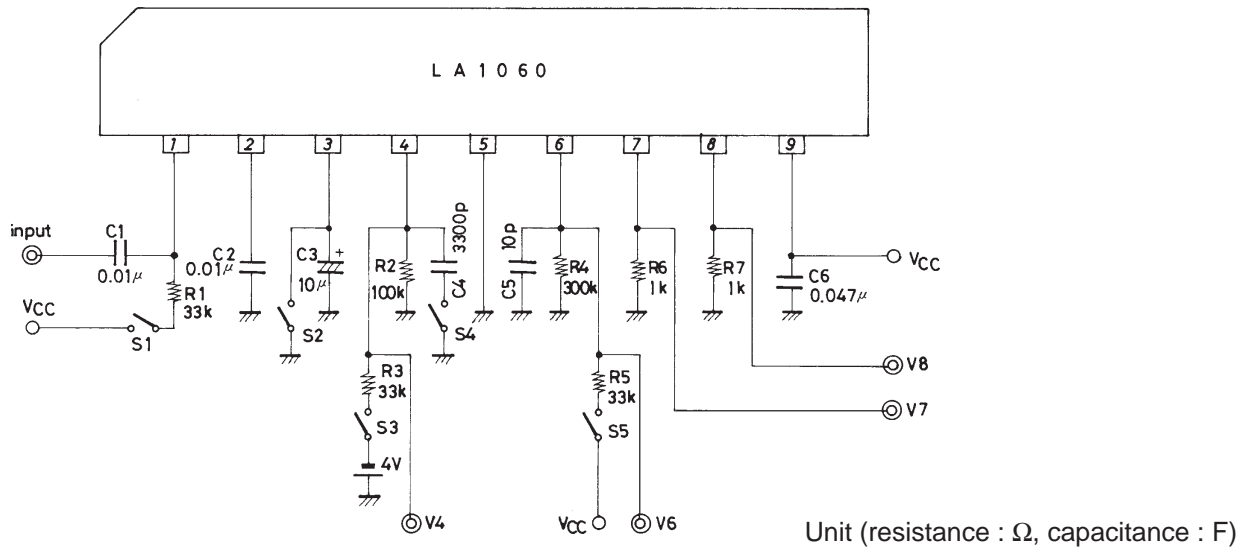 LA1060
1 2 3 4 5 6 7 8 9
input
C1
0.01μ
R1
33k
VCC
S1
C2
0.01μ
S2
C3
+
10μ
R2
100k
3300p
C4
S4
R3
33k
S3
4V
V4
10p
C5
R4
300k
R5
33k
S5
VCC
V6
R6
1k
R7
1k
C6
0.047μ
VCC
V8
V7
Unit (resistance : Ω, capacitance : F)